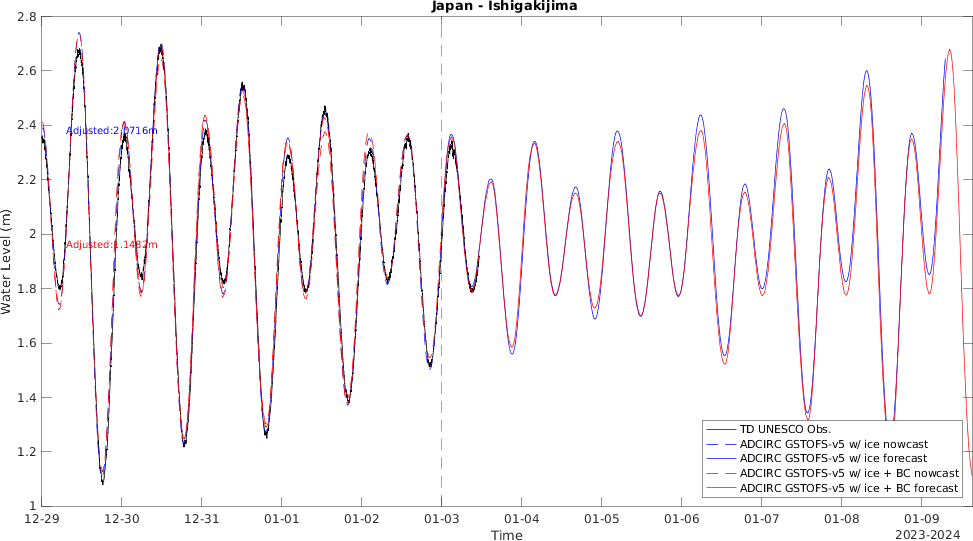 Japan - Ishigakijima
Water Level (m)
2.8
2.6
2.4
2.2
2
1.8
1.6
1.4
1.2
1
Adjusted:2.0716m
Adjusted:1.1482m
TD UNESCO Obs.
ADCIRC GSTOFS-v5 w/ ice nowcast
ADCIRC GSTOFS-v5 w/ ice forecast
ADCIRC GSTOFS-v5 w/ ice + BC nowcast
ADCIRC GSTOFS-v5 w/ ice + BC forecast
12-29 12-30 12-31 01-01 01-02 01-03 01-04 01-05 01-06 01-07 01-08 01-09
2023-2024
Time